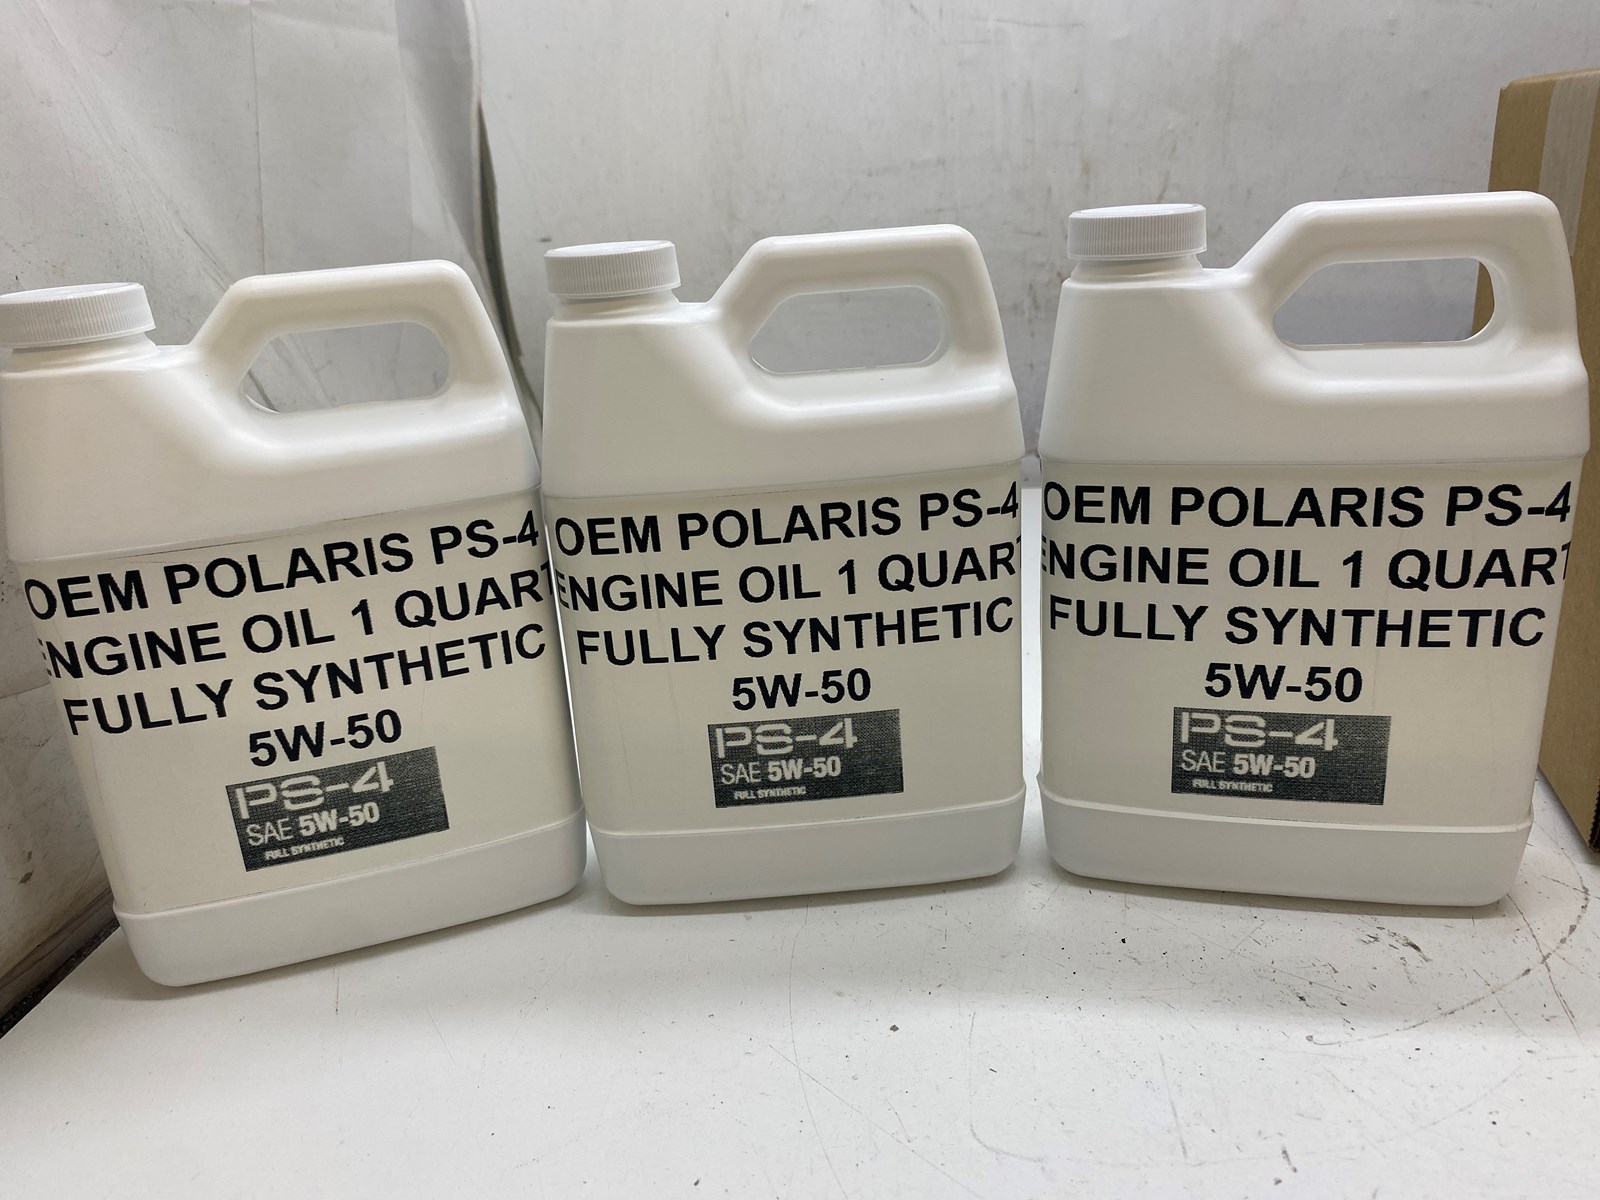 OEM POLARIS PS-4
ENGINE OIL 1 QUART
FULLY SYNTHETIC
5W-50
PS-4
SAE 5W-50
FULL SYNTHETIC
OEM POLARIS PS-4
ENGINE OIL 1 QUART
FULLY SYNTHETIC
5W-50
PS-4
SAE 5W-50
FULL SYNTHETIC
OEM POLARIS PS-4
ENGINE OIL 1 QUART
FULLY SYNTHETIC
5W-50
PS-4
SAE 5W-50
FULL SYNTHETIC